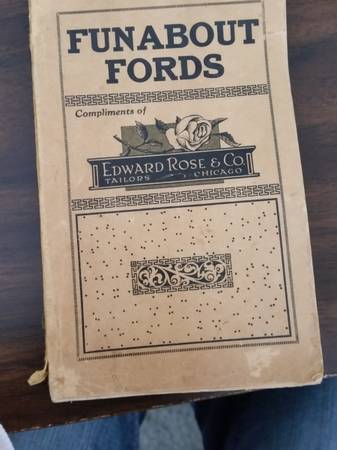 FUNABOUT
FORDS
Compliments of
EDWARD ROSE & CO.
TAILORS CHICAGO